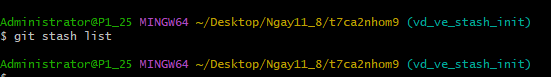 Administrator@P1_25 MINGW64 ~/Desktop/Ngay11_8/t7ca2nhom9 (vd_ve_stash_init)
$ git stash list
Administrator@P1_25 MINGW64 ~/Desktop/Ngay11_8/t7ca2nhom9 (vd_ve_stash_init)